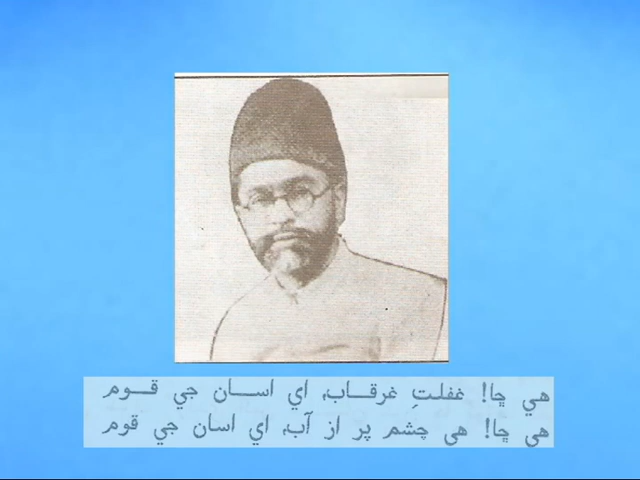 هي ڇا! غفلتِ غرقاب، اي اسان جي قوم
هي ڇا! هي چشم پر از آب، اي اسان جي قوم